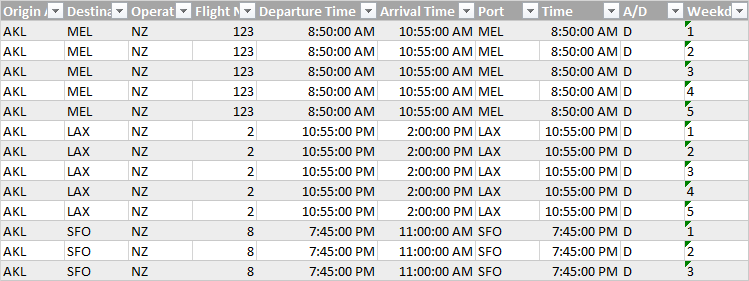 Origin A Destina Operat Flight N Departure Time Arrival Time Port Time A/D Weekd
AKL MEL NZ 123 8:50:00 AM 10:55:00 AM MEL 8:50:00 AM D 1
AKL MEL NZ 123 8:50:00 AM 10:55:00 AM MEL 8:50:00 AM D 2
AKL MEL NZ 123 8:50:00 AM 10:55:00 AM MEL 8:50:00 AM D 3
AKL MEL NZ 123 8:50:00 AM 10:55:00 AM MEL 8:50:00 AM D 4
AKL MEL NZ 123 8:50:00 AM 10:55:00 AM MEL 8:50:00 AM D 5
AKL LAX NZ 2 10:55:00 PM 2:00:00 PM LAX 10:55:00 PM D 1
AKL LAX NZ 2 10:55:00 PM 2:00:00 PM LAX 10:55:00 PM D 2
AKL LAX NZ 2 10:55:00 PM 2:00:00 PM LAX 10:55:00 PM D 3
AKL LAX NZ 2 10:55:00 PM 2:00:00 PM LAX 10:55:00 PM D 4
AKL LAX NZ 2 10:55:00 PM 2:00:00 PM LAX 10:55:00 PM D 5
AKL SFO NZ 8 7:45:00 PM 11:00:00 AM SFO 7:45:00 PM D 1
AKL SFO NZ 8 7:45:00 PM 11:00:00 AM SFO 7:45:00 PM D 2
AKL SFO NZ 8 7:45:00 PM 11:00:00 AM SFO 7:45:00 PM D 3